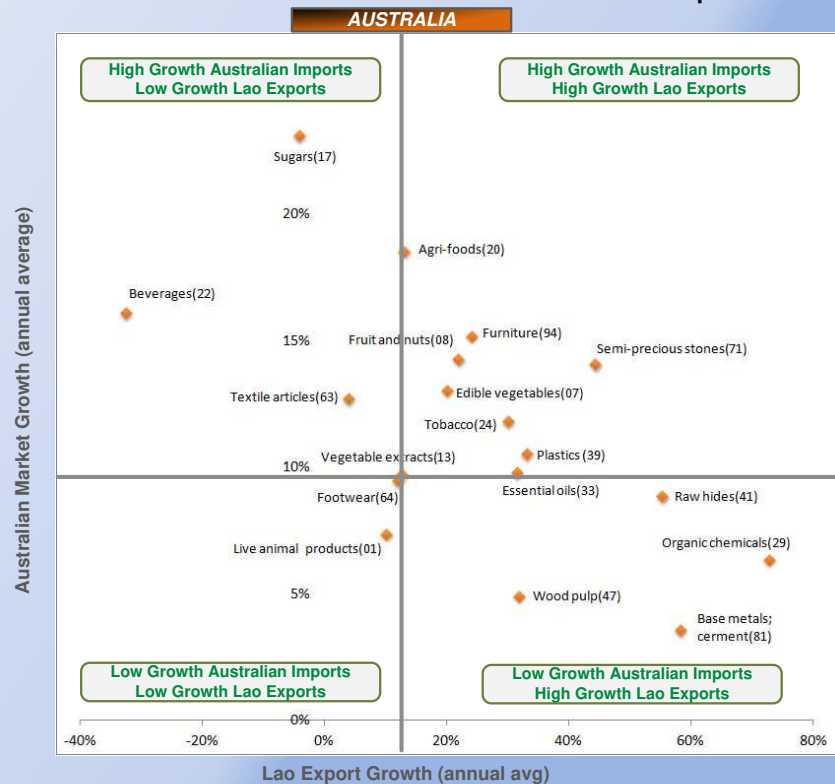 AUSTRALIA
High Growth Australian Imports
Low Growth Lao Exports
High Growth Australian Imports
High Growth Lao Exports
Sugars(17)
20%
Agri-foods(20)
Beverages(22)
15%
Fruit and nuts(08)
Furniture(94)
Semi-precious stones(71)
Textile articles(63)
Edible vegetables(07)
Tobacco(24)
10%
Vegetable extracts(13)
Plastics (39)
Footwear(64)
Essential oils(33)
Raw hides(41)
Live animal products(01)
Organic chemicals(29)
5%
Wood pulp(47)
Base metals;
cerment(81)
Low Growth Australian Imports
Low Growth Lao Exports
Low Growth Australian Imports
High Growth Lao Exports
0%
-40%
-20%
0%
20%
40%
60%
80%
Lao Export Growth (annual avg)
Australian Market Growth (annual average)